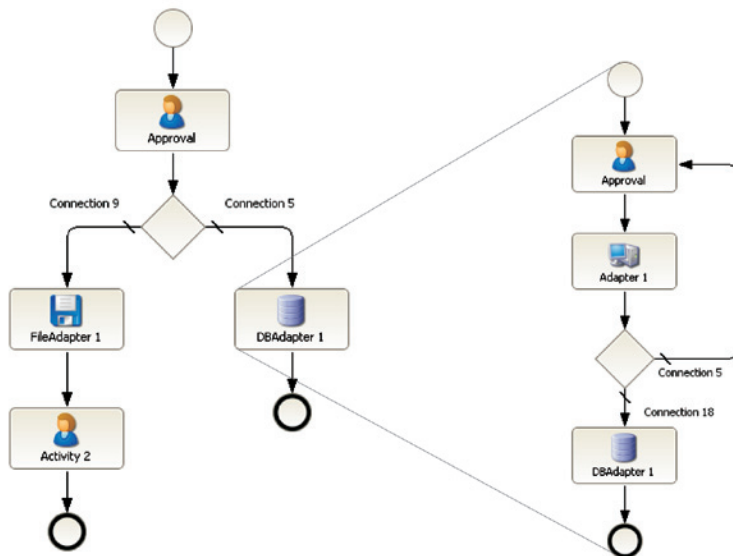 Approval
Connection 9
Connection 5
FileAdapter 1
DBAdapter 1
Activity 2
Approval
Adapter 1
Connection 5
Connection 18
DBAdapter 1